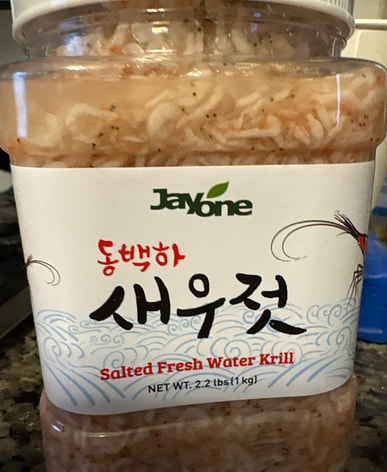 Jayone
동백하
새우젓
Salted Fresh Water Krill
NET WT. 2.2 lbs (1 kg)